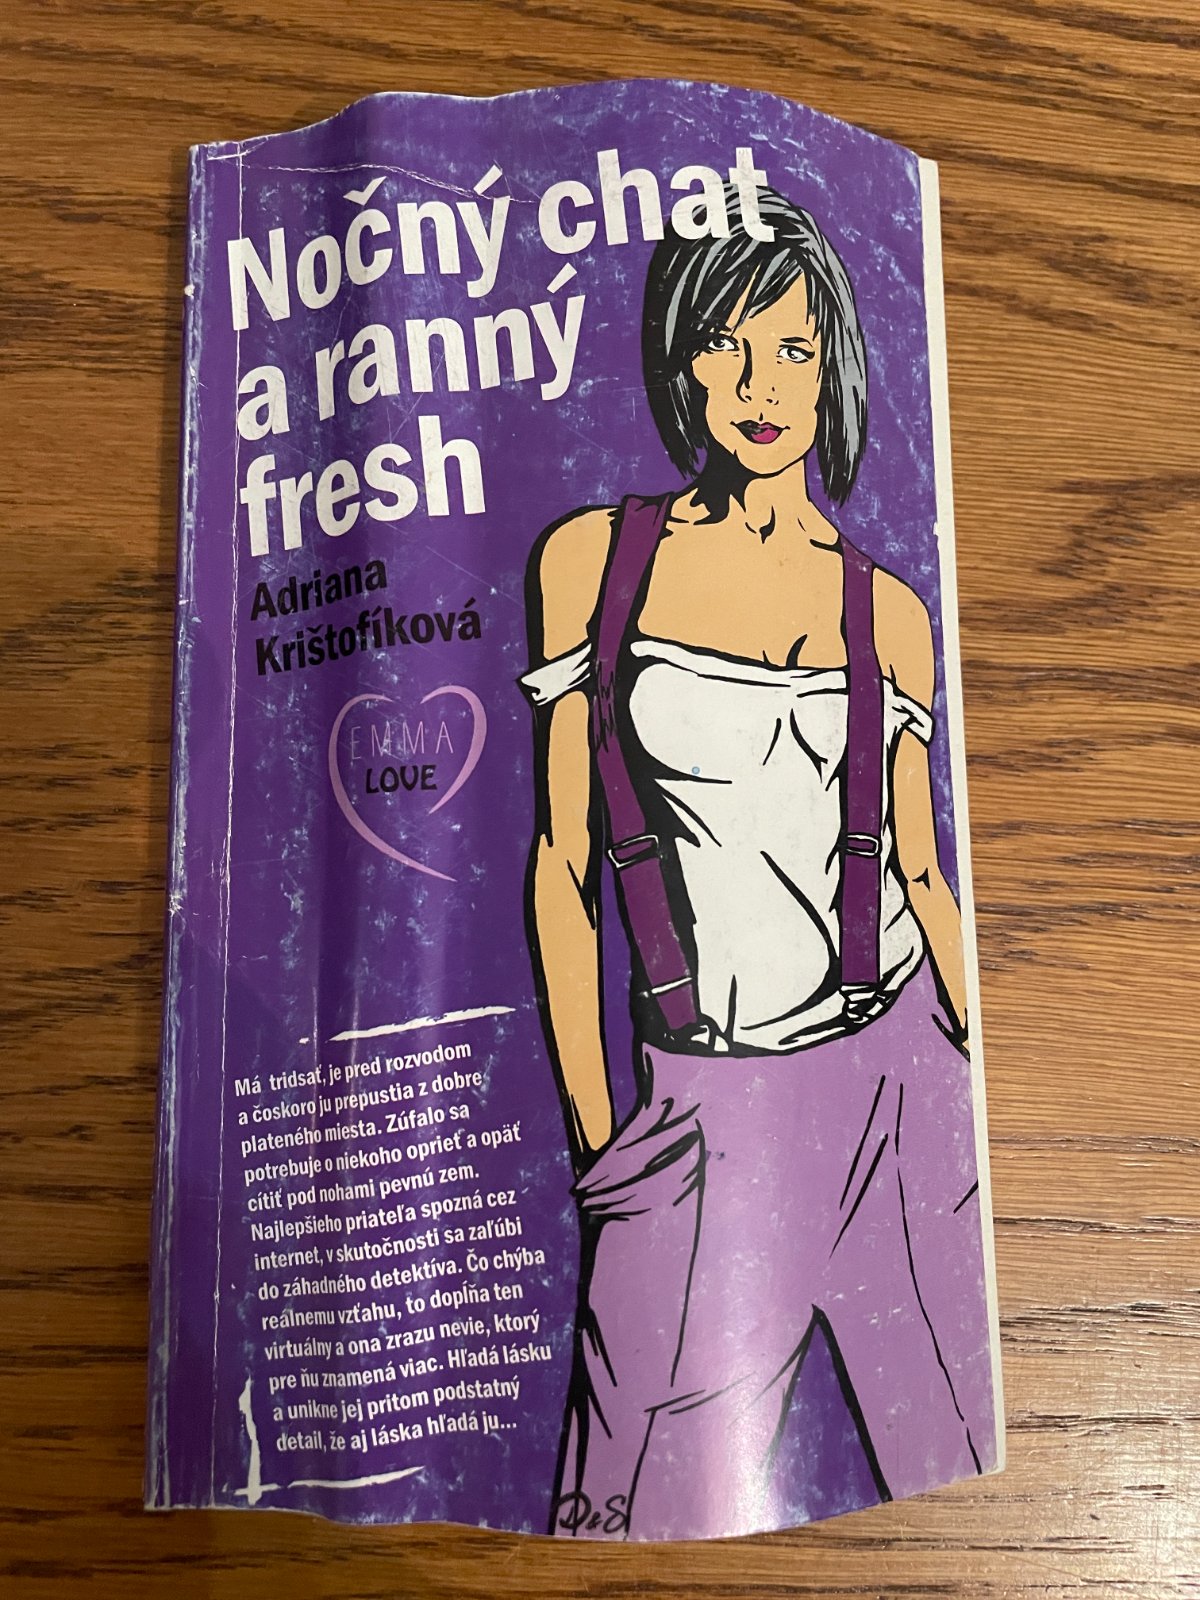 Nočný chat
a ranný
fresh
Adriana
Krištofíková
EMMA
LOVE
Má tridsať, je pred rozvodom
a čoskoro ju prepustia z dobre
plateného miesta. Zúfalo sa
potrebuje o niekoho oprieť a opäť
cítiť pod nohami pevnú zem.
Najlepšieho priateľa spozná cez
internet, v skutočnosti sa zaľúbi
do záhadného detektíva. Čo chýba
reálnemu vzťahu, to dopĺňa ten
virtuálny a ona zrazu nevie, ktorý
pre ňu znamená viac. Hľadá lásku
a unikne jej pritom podstatný
detail, že aj láska hľadá ju...
D&S